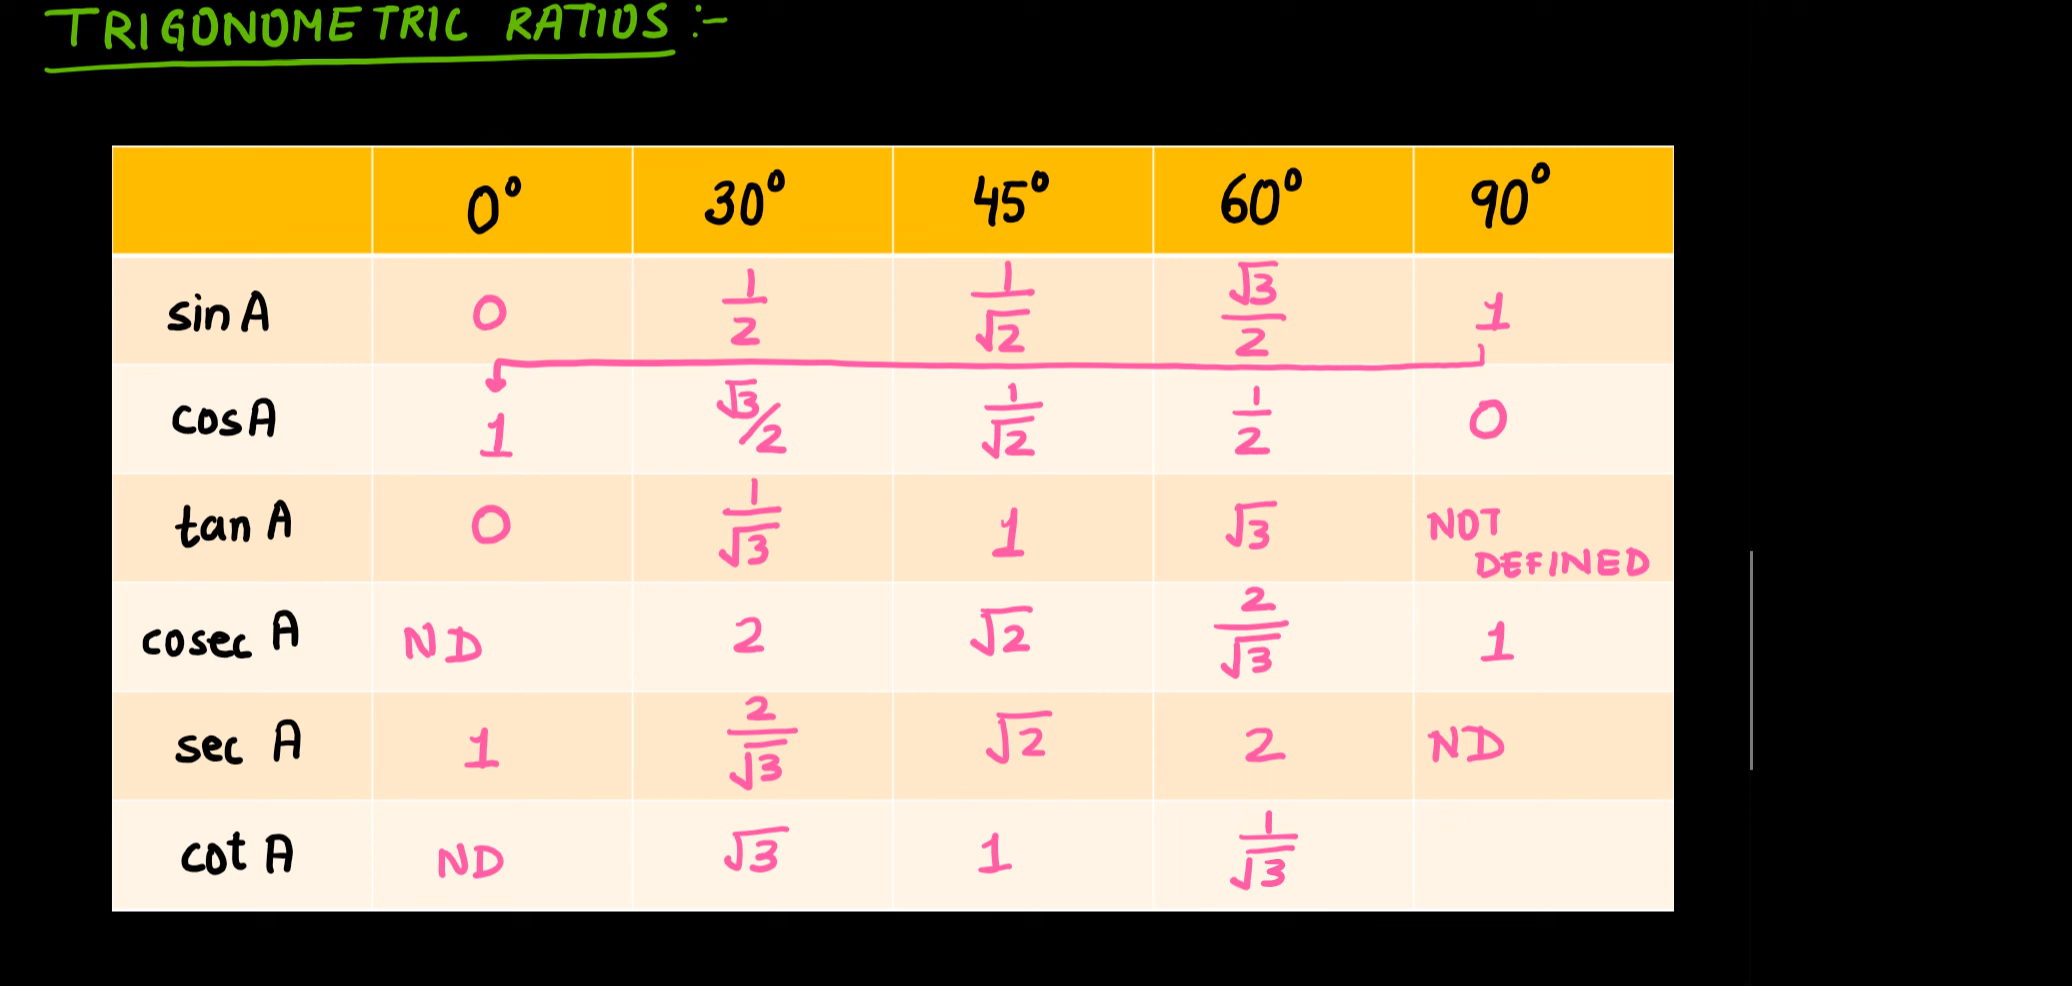 TRIGONOMETRIC RATIOS :-
0° 30° 45° 60° 90°
sin A 0 1/2 1/√2 √3/2 1
cos A 1 √3/2 1/√2 1/2 0
tan A 0 1/√3 1 √3 NOT DEFINED
cosec A ND 2 √2 2/√3 1
sec A 1 2/√3 √2 2 ND
cot A ND √3 1 1/√3